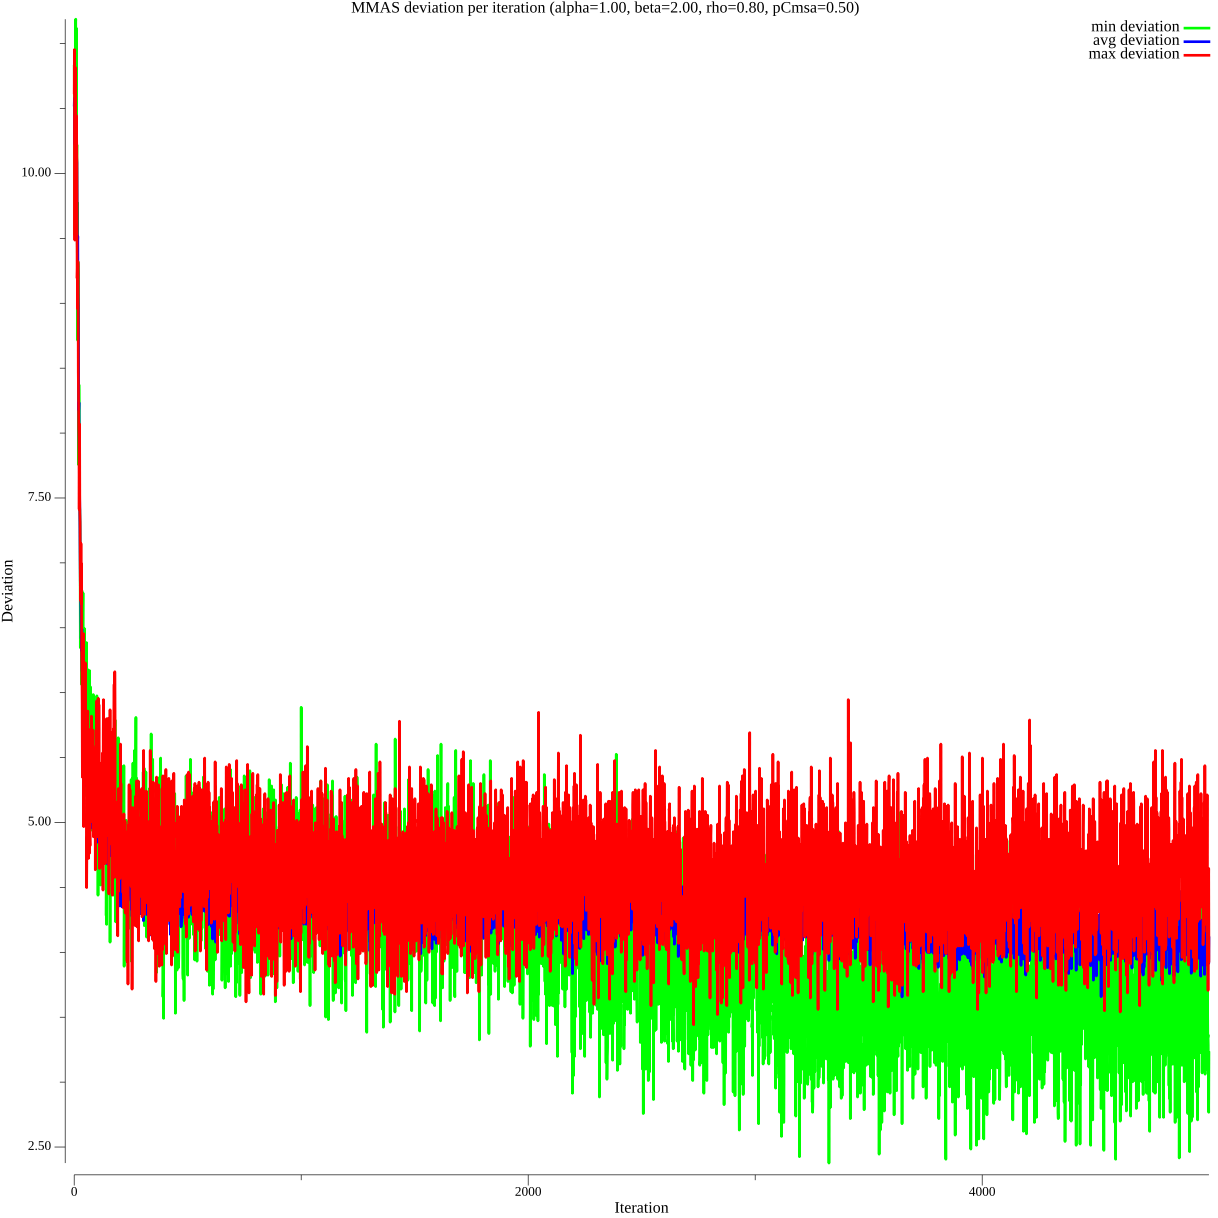 MMAS deviation per iteration (alpha=1.00, beta=2.00, rho=0.80, pCmsa=0.50)
min deviation
avg deviation
max deviation
10.00
7.50
5.00
2.50
Deviation
0
2000
4000
Iteration